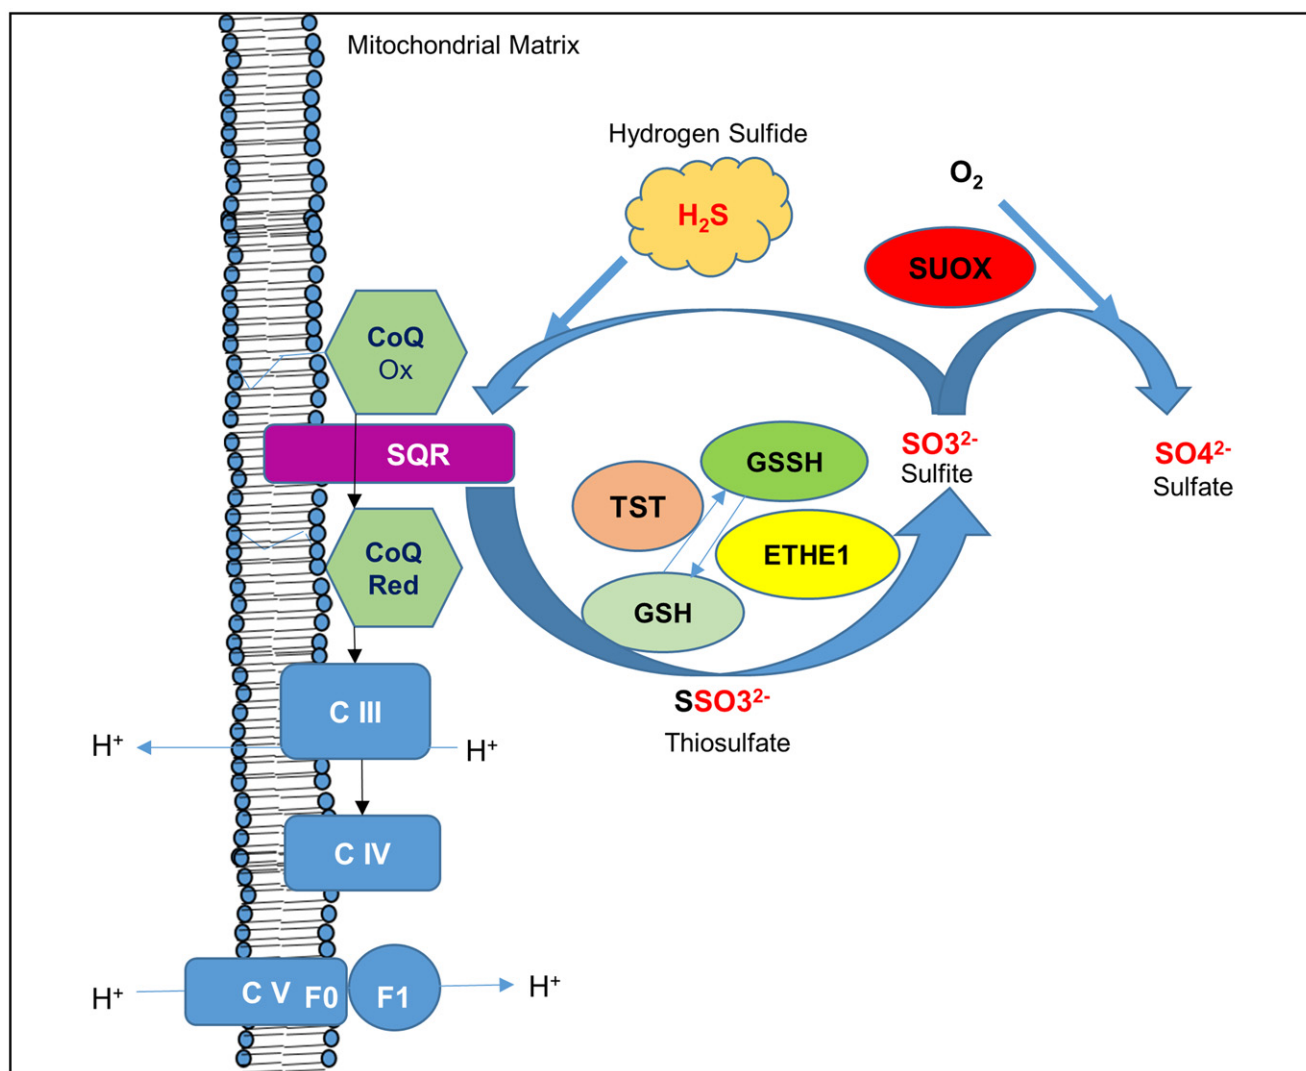 Mitochondrial Matrix
Hydrogen Sulfide
H₂S
O₂
SUOX
CoQ
Ox
SQR
GSSH
SO3²⁻
Sulfite
SO4²⁻
Sulfate
TST
ETHE1
CoQ
Red
GSH
SSO3²⁻
Thiosulfate
C III
H⁺
H⁺
C IV
H⁺
C V F0
F1
H⁺